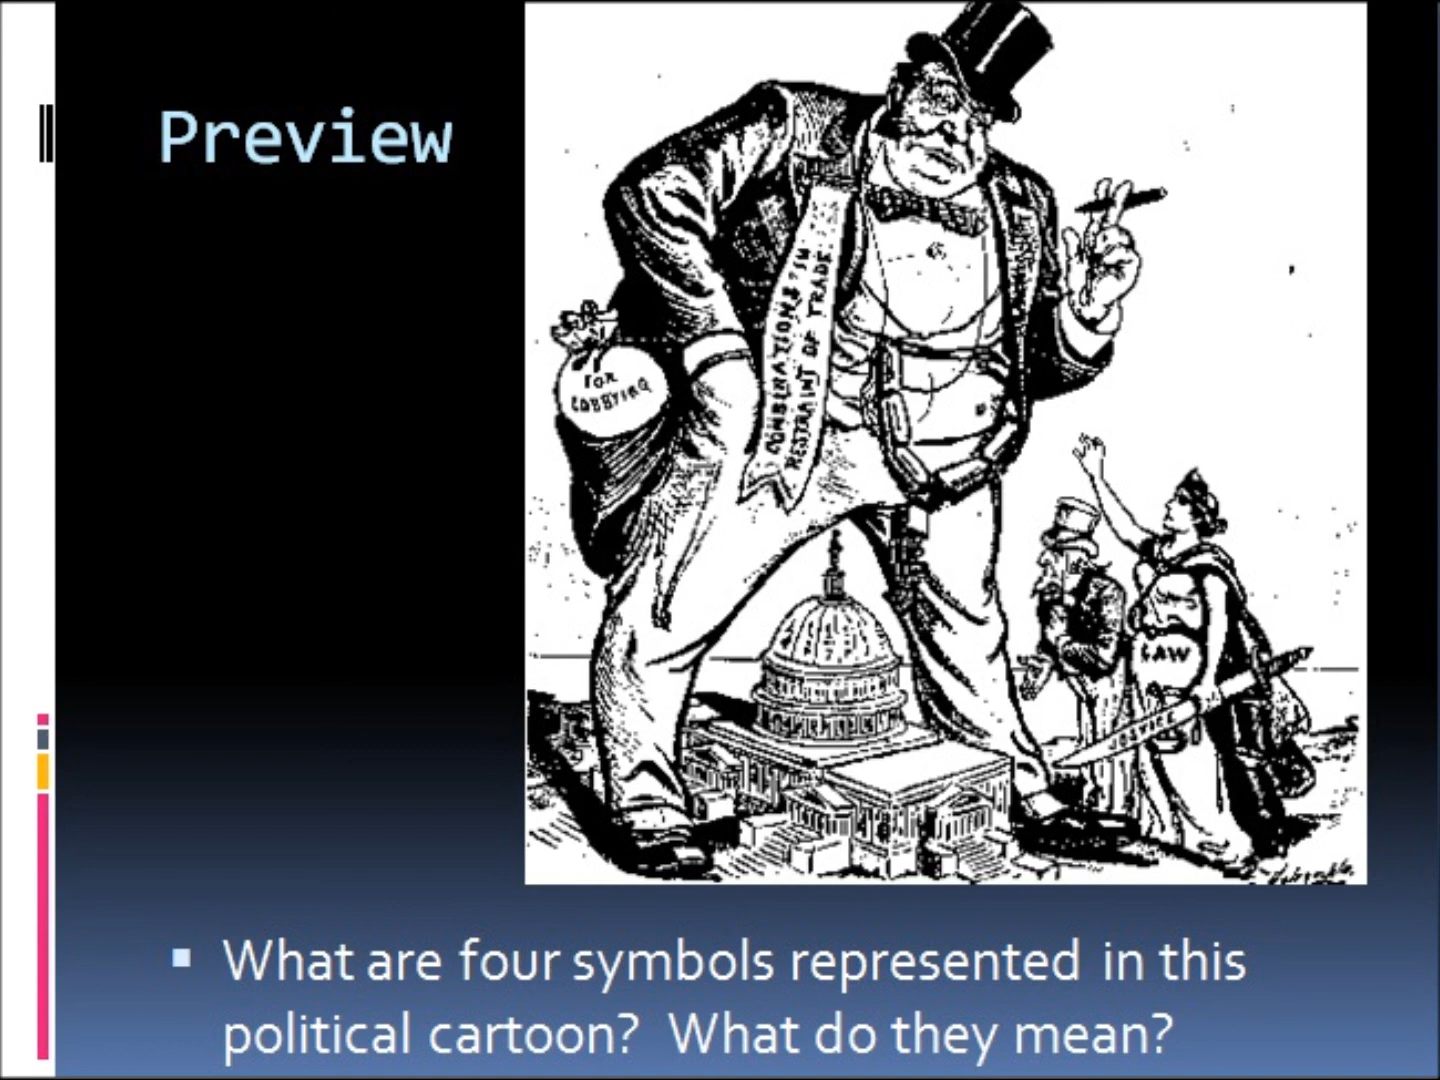 Preview
COMBINATIONS "IN
RESTRAINT OF TRADE
FOR
LOBBYING
LAW
JUSTICE
What are four symbols represented in this
political cartoon? What do they mean?